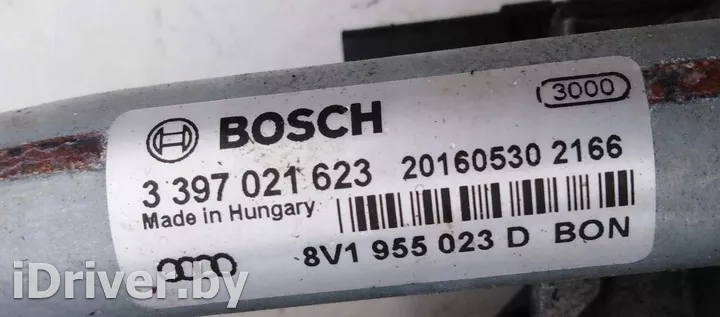 3000
BOSCH
3 397 021 623 20160530 2166
Made in Hungary
8V1 955 023 D BON
iDriver.by